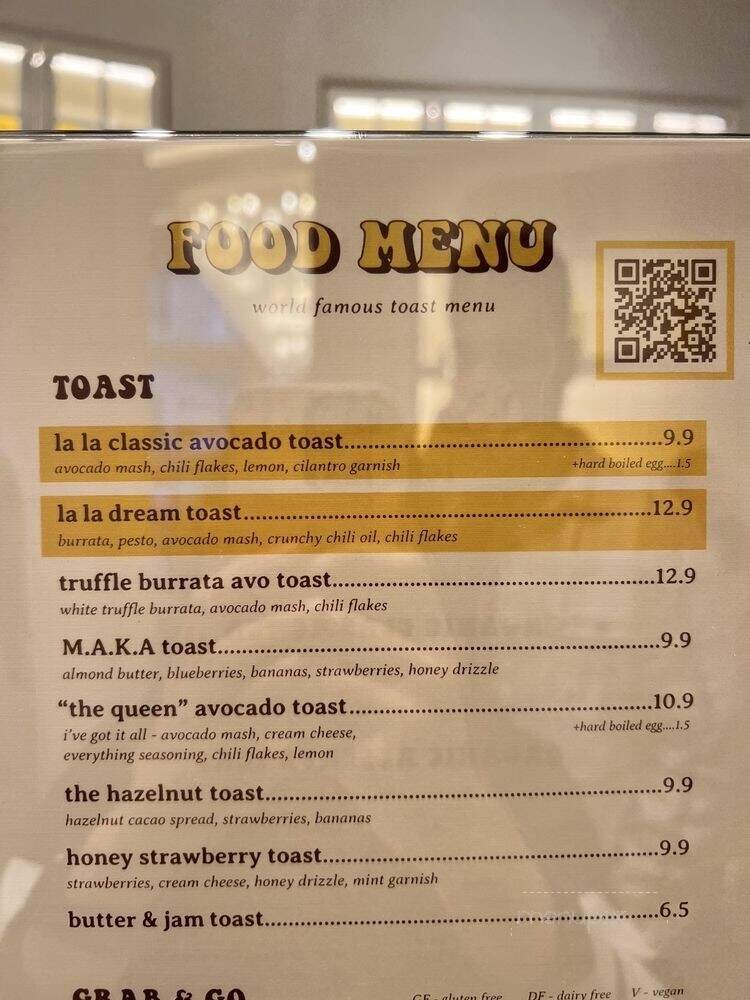 FOOD MENU
world famous toast menu
TOAST
la la classic avocado toast...........................................................9.9
avocado mash, chili flakes, lemon, cilantro garnish +hard boiled egg....1.5
la la dream toast...........................................................................12.9
burrata, pesto, avocado mash, crunchy chili oil, chili flakes
truffle burrata avo toast...........................................................12.9
white truffle burrata, avocado mash, chili flakes
M.A.K.A toast................................................................................9.9
almond butter, blueberries, bananas, strawberries, honey drizzle
“the queen” avocado toast........................................................10.9
i've got it all - avocado mash, cream cheese, +hard boiled egg....1.5
everything seasoning, chili flakes, lemon
the hazelnut toast........................................................................9.9
hazelnut cacao spread, strawberries, bananas
honey strawberry toast.............................................................9.9
strawberries, cream cheese, honey drizzle, mint garnish
butter & jam toast........................................................................6.5
GRAB & GO GF - gluten free DF - dairy free V - vegan